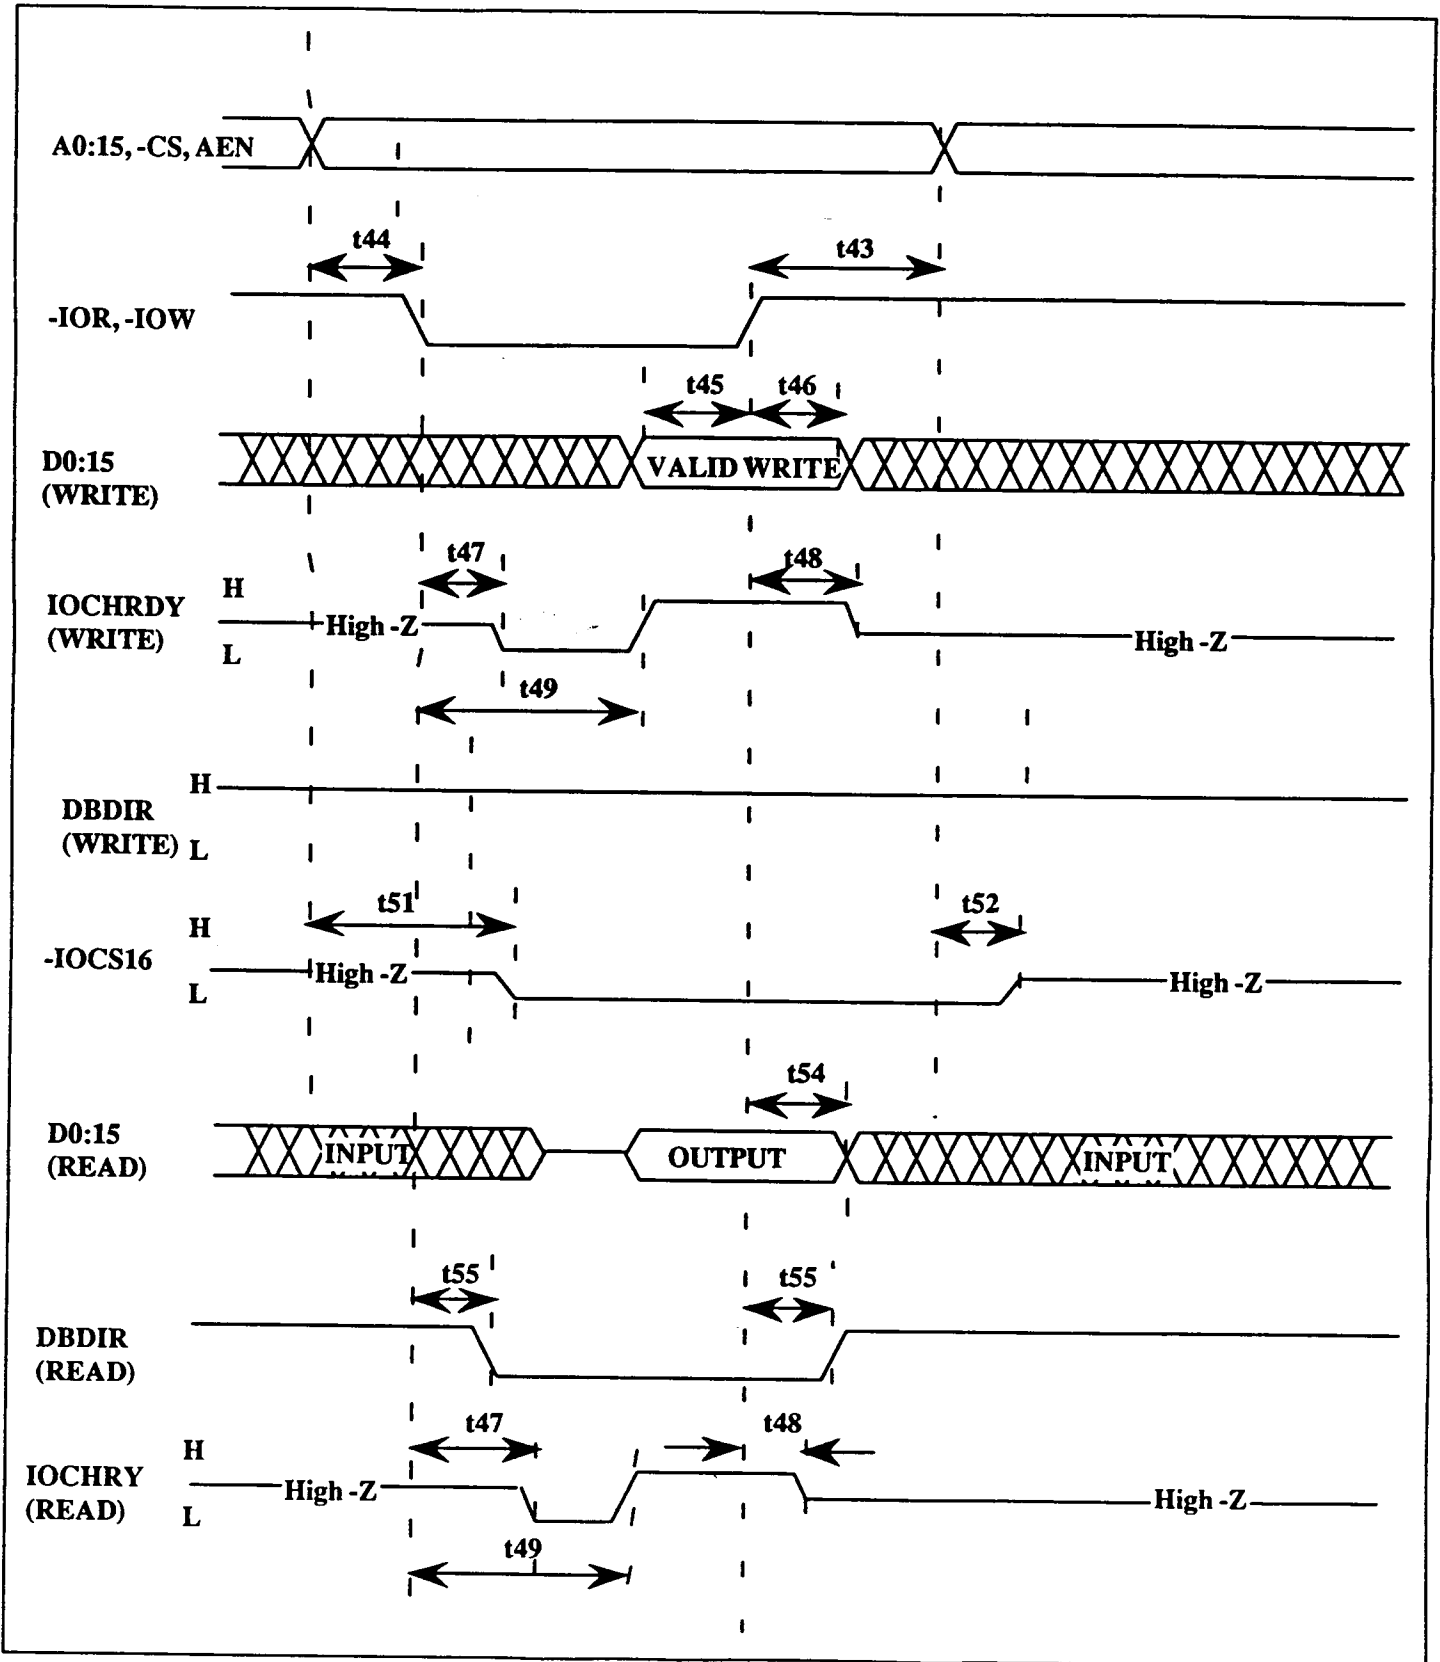 A0:15, -CS, AEN
t44
t43
-IOR, -IOW
t45
t46
D0:15
(WRITE)
VALID WRITE
t47
t48
H
IOCHRDY
(WRITE)
High -Z
High -Z
L
t49
H
DBDIR
(WRITE)
L
t51
t52
H
-IOCS16
High -Z
High -Z
L
t54
D0:15
(READ)
INPUT
OUTPUT
INPUT
t55
t55
DBDIR
(READ)
t47
t48
H
IOCHRY
(READ)
High -Z
High -Z
L
t49